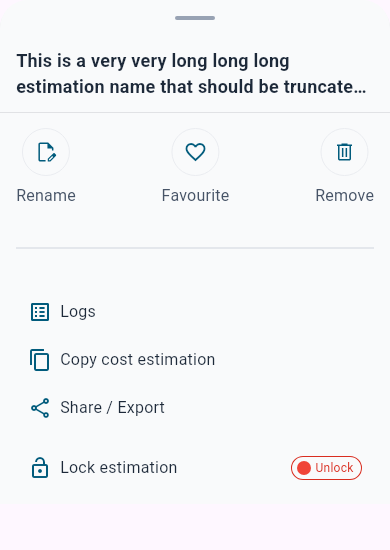 This is a very very long long long
estimation name that should be truncate…
Rename Favourite Remove
Logs
Copy cost estimation
Share / Export
Lock estimation Unlock